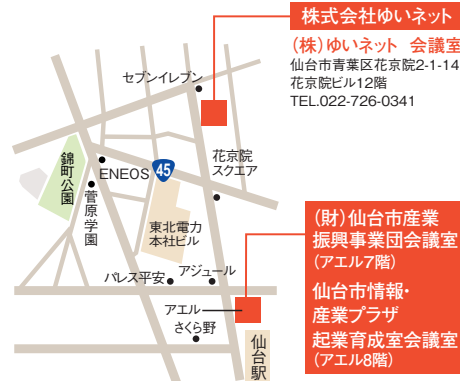 株式会社ゆいネット
(株)ゆいネット 会議室
仙台市青葉区花京院2-1-14
花京院ビル12階
TEL.022-726-0341
セブンイレブン
錦町公園
ENEOS
45
花京院
スクエア
菅原学園
東北電力
本社ビル
パレス平安
アジュール
アエル
さくら野
仙台駅
(財)仙台市産業
振興事業団会議室
(アエル7階)
仙台市情報・
産業プラザ
起業育成室会議室
(アエル8階)